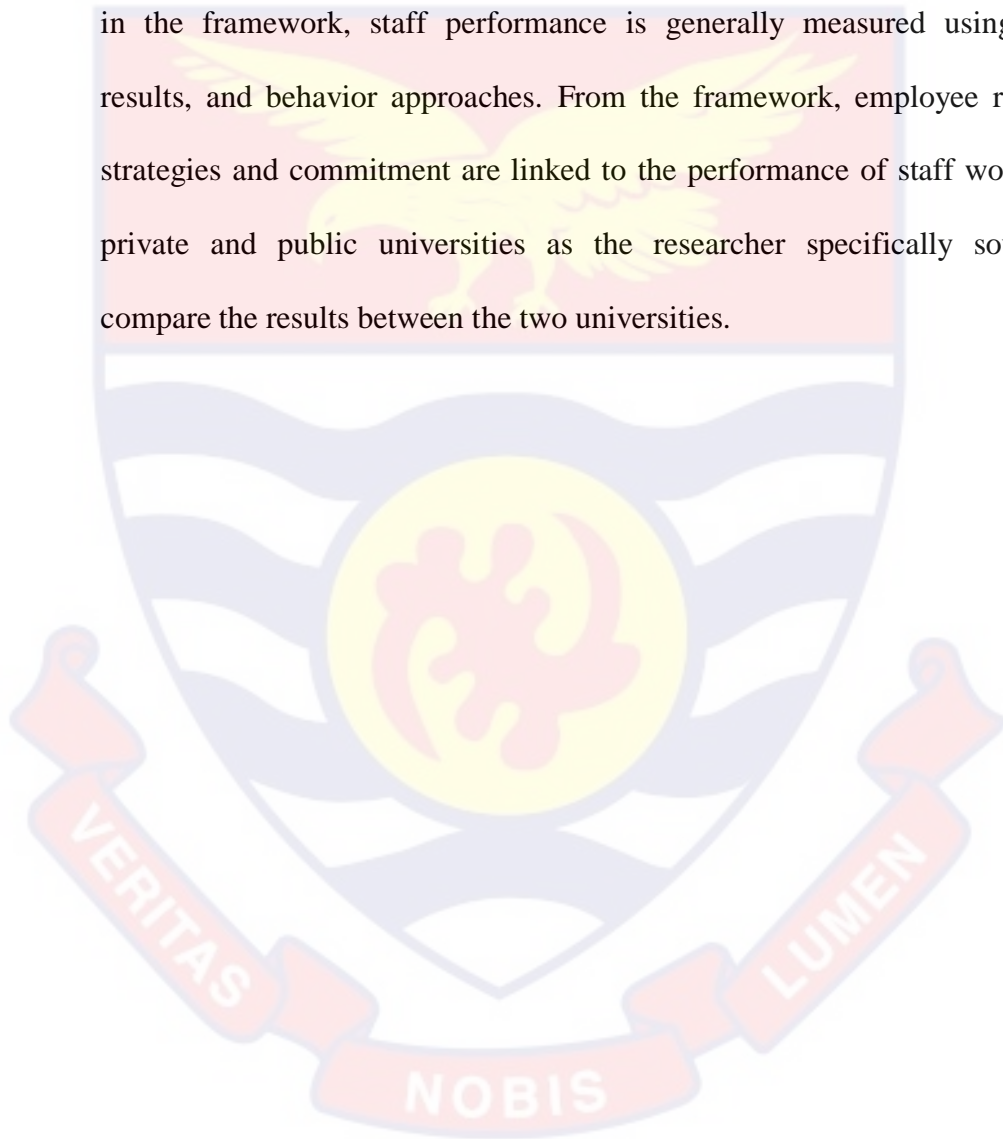 in the framework, staff performance is generally measured using
results, and behavior approaches. From the framework, employee
strategies and commitment are linked to the performance of staff
private and public universities as the researcher specifically
compare the results between the two universities.
VERITAS
NOBIS
LUMEN